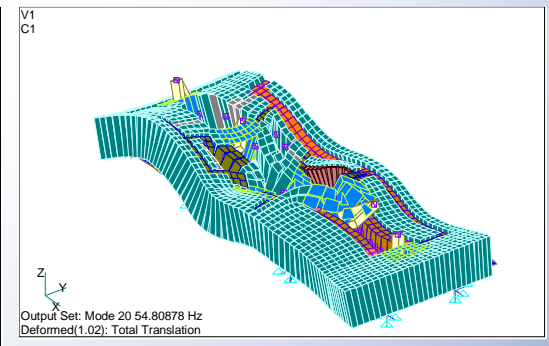 V1
C1
Z
Y
X
Output Set: Mode 20 54.80878 Hz
Deformed(1.02): Total Translation